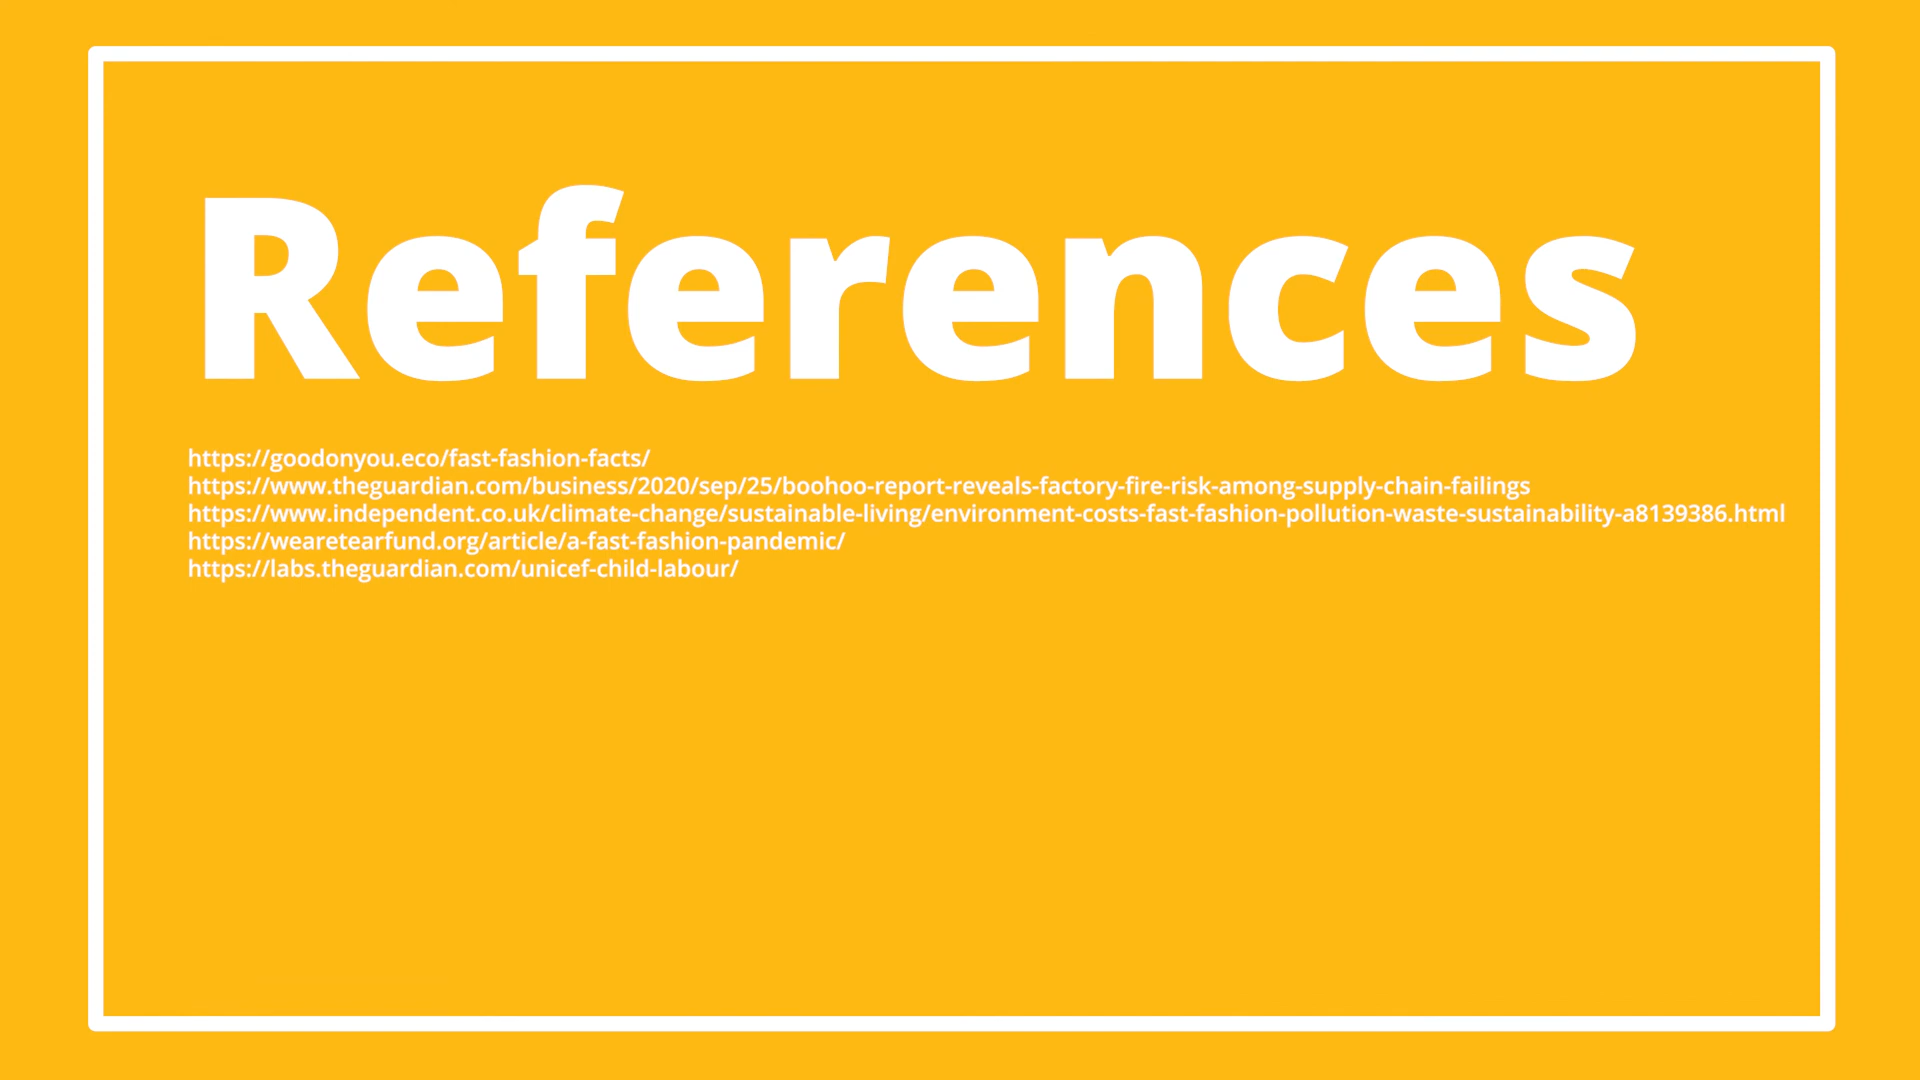 References
https://goodonyou.eco/fast-fashion-facts/
https://www.theguardian.com/business/2020/sep/25/boohoo-report-reveals-factory-fire-risk-among-supply-chain-failings
https://www.independent.co.uk/climate-change/sustainable-living/environment-costs-fast-fashion-pollution-waste-sustainability-a8139386.html
https://wearetearfund.org/article/a-fast-fashion-pandemic/
https://labs.theguardian.com/unicef-child-labour/